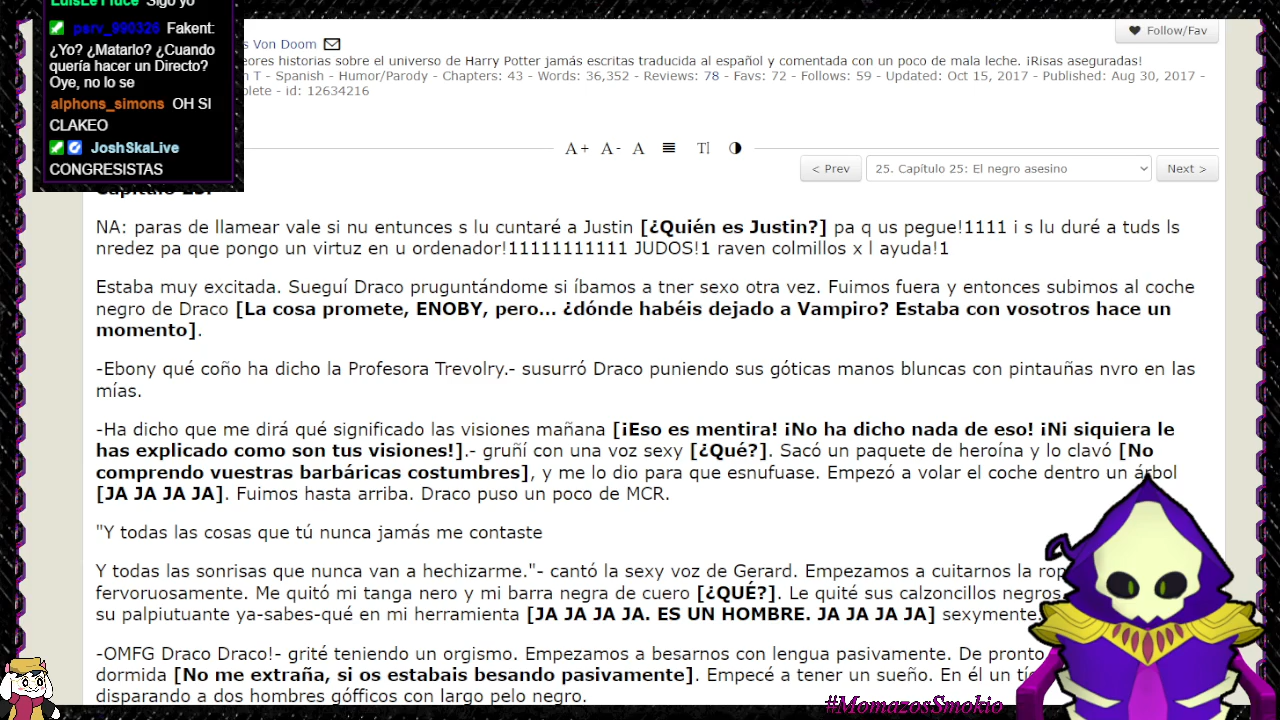 LuisLeTruce Sigo yo
perv_990326 Fakent:
¿Yo? ¿Matarlo? ¿Cuando
quería hacer un Directo?
Oye, no lo se
alphons_simons OH SI
CLAKEO
JoshSkaLive
CONGRESISTAS
Follow/Fav
s Von Doom
eores historias sobre el universo de Harry Potter jamás escritas traducida al español y comentada con un poco de mala leche. ¡Risas aseguradas!
n T - Spanish - Humor/Parody - Chapters: 43 - Words: 36,352 - Reviews: 78 - Favs: 72 - Follows: 59 - Updated: Oct 15, 2017 - Published: Aug 30, 2017 -
plete - id: 12634216
A+ A- A
< Prev 25. Capítulo 25: El negro asesino Next >
NA: paras de llamear vale si nu entonces s lu cuntaré a Justin [¿Quién es Justin?] pa q us pegue!1111 i s lu duré a tuds ls
nredez pa que pongo un virtuz en u ordenador!11111111111 JUDOS!1 raven colmillos x l ayuda!1
Estaba muy excitada. Sueguí Draco pruguntándome si íbamos a tner sexo otra vez. Fuimos fuera y entonces subimos al coche
negro de Draco [La cosa promete, ENOBY, pero... ¿dónde habéis dejado a Vampiro? Estaba con vosotros hace un
momento].
-Ebony qué coño ha dicho la Profesora Trevolry.- susurró Draco puniendo sus góticas manos bluncas con pintauñas nvro en las
mías.
-Ha dicho que me dirá qué significado las visiones mañana [¡Eso es mentira! ¡No ha dicho nada de eso! ¡Ni siquiera le
has explicado como son tus visiones!].- gruñí con una voz sexy [¿Qué?]. Sacó un paquete de heroína y lo clavó [No
comprendo vuestras barbáricas costumbres], y me lo dio para que esnufuase. Empezó a volar el coche dentro un árbol
[JA JA JA JA]. Fuimos hasta arriba. Draco puso un poco de MCR.
"Y todas las cosas que tú nunca jamás me contaste
Y todas las sonrisas que nunca van a hechizarme."- cantó la sexy voz de Gerard. Empezamos a cuitarnos la rop
fervoruosamente. Me quitó mi tanga nero y mi barra negra de cuero [¿QUÉ?]. Le quité sus calzoncillos negros
su palpiutuante ya-sabes-qué en mi herramienta [JA JA JA JA. ES UN HOMBRE. JA JA JA JA] sexymente.
-OMFG Draco Draco!- grité teniendo un orgismo. Empezamos a besarnos con lengua pasivamente. De pronto
dormida [No me extraña, si os estabais besando pasivamente]. Empecé a tener un sueño. En él un tí
disparando a dos hombres gófficos con largo pelo negro.
#MomazosSmokio